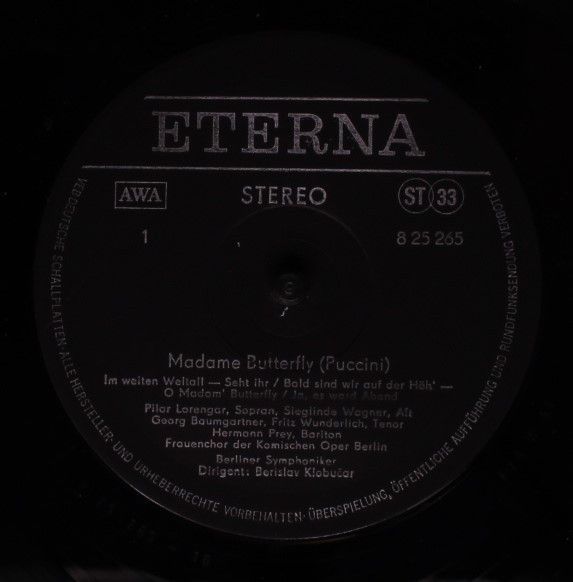 ETERNA
AWA STEREO ST 33
1 8 25 265
Madame Butterfly (Puccini)
Im weiten Weltall — Seht ihr / Bald sind wir auf der Höh' —
O Madam' Butterfly / Ja, es ward Abend
Pilar Lorengar, Sopran, Sieglinde Wagner, Alt
Georg Baumgartner, Fritz Wunderlich, Tenor
Hermann Prey, Bariton
Frauenchor der Komischen Oper Berlin
Berliner Symphoniker
Dirigent: Berislav Klobučar
VEB DEUTSCHE SCHALLPLATTEN · ALLE HERSTELLER- UND URHEBERRECHTE VORBEHALTEN · ÜBERSPIELUNG, ÖFFENTLICHE AUFFÜHRUNG UND RUNDFUNKSENDUNG VERBOTEN